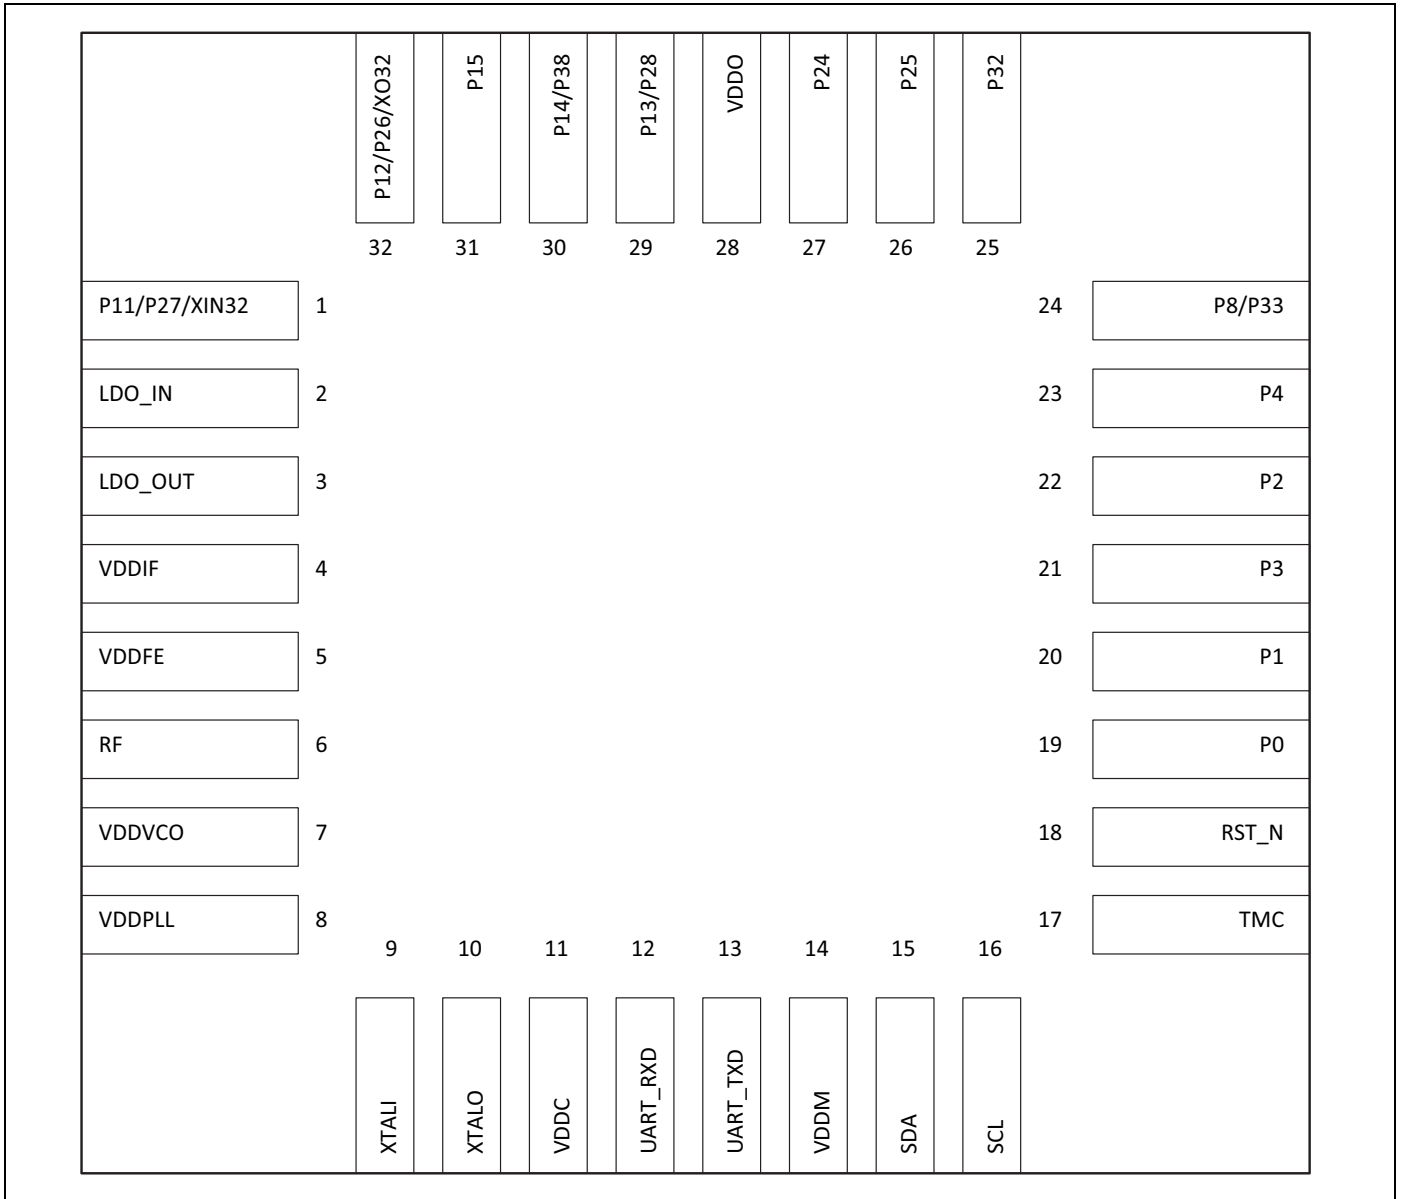 P12/P26/XO32
P15
P14/P38
P13/P28
VDDO
P24
P25
P32
32 31 30 29 28 27 26 25
P11/P27/XIN32 1 24 P8/P33
LDO_IN 2 23 P4
LDO_OUT 3 22 P2
VDDIF 4 21 P3
VDDFE 5 20 P1
RF 6 19 P0
VDDVCO 7 18 RST_N
VDDPLL 8 17 TMC
9 10 11 12 13 14 15 16
XTALI
XTALO
VDDC
UART_RXD
UART_TXD
VDDM
SDA
SCL